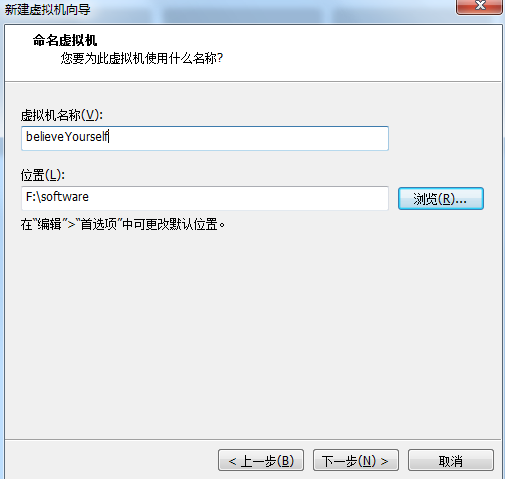 新建虚拟机向导
命名虚拟机
您要为此虚拟机使用什么名称?
虚拟机名称(V):
believeYourself
位置(L):
F:\software
浏览(R)...
在“编辑”>“首选项”中可更改默认位置。
< 上一步(B)
下一步(N) >
取消